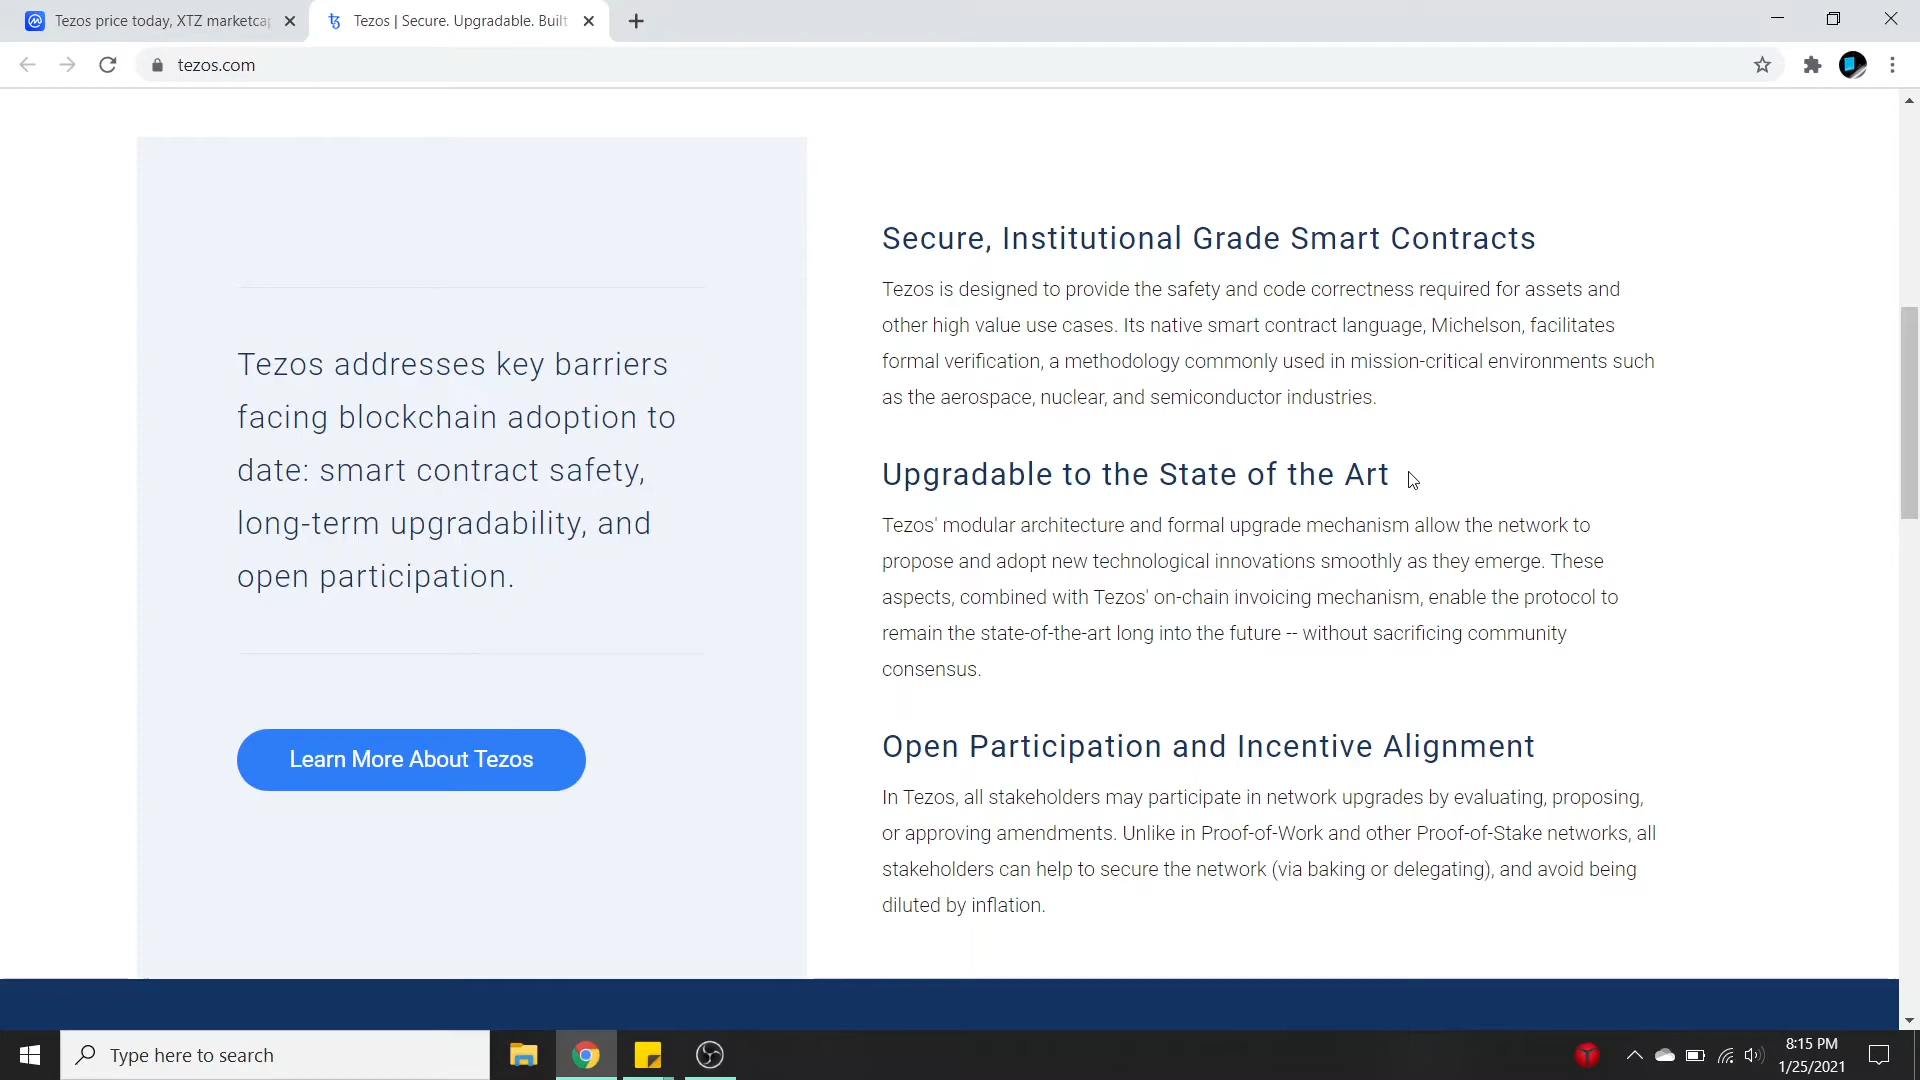 Tezos price today, XTZ marketcap
Tezos | Secure. Upgradable. Built
tezos.com
Tezos addresses key barriers
facing blockchain adoption to
date: smart contract safety,
long-term upgradability, and
open participation.
Learn More About Tezos
Secure, Institutional Grade Smart Contracts
Tezos is designed to provide the safety and code correctness required for assets and
other high value use cases. Its native smart contract language, Michelson, facilitates
formal verification, a methodology commonly used in mission-critical environments such
as the aerospace, nuclear, and semiconductor industries.
Upgradable to the State of the Art
Tezos' modular architecture and formal upgrade mechanism allow the network to
propose and adopt new technological innovations smoothly as they emerge. These
aspects, combined with Tezos' on-chain invoicing mechanism, enable the protocol to
remain the state-of-the-art long into the future -- without sacrificing community
consensus.
Open Participation and Incentive Alignment
In Tezos, all stakeholders may participate in network upgrades by evaluating, proposing,
or approving amendments. Unlike in Proof-of-Work and other Proof-of-Stake networks, all
stakeholders can help to secure the network (via baking or delegating), and avoid being
diluted by inflation.
Type here to search
8:15 PM
1/25/2021